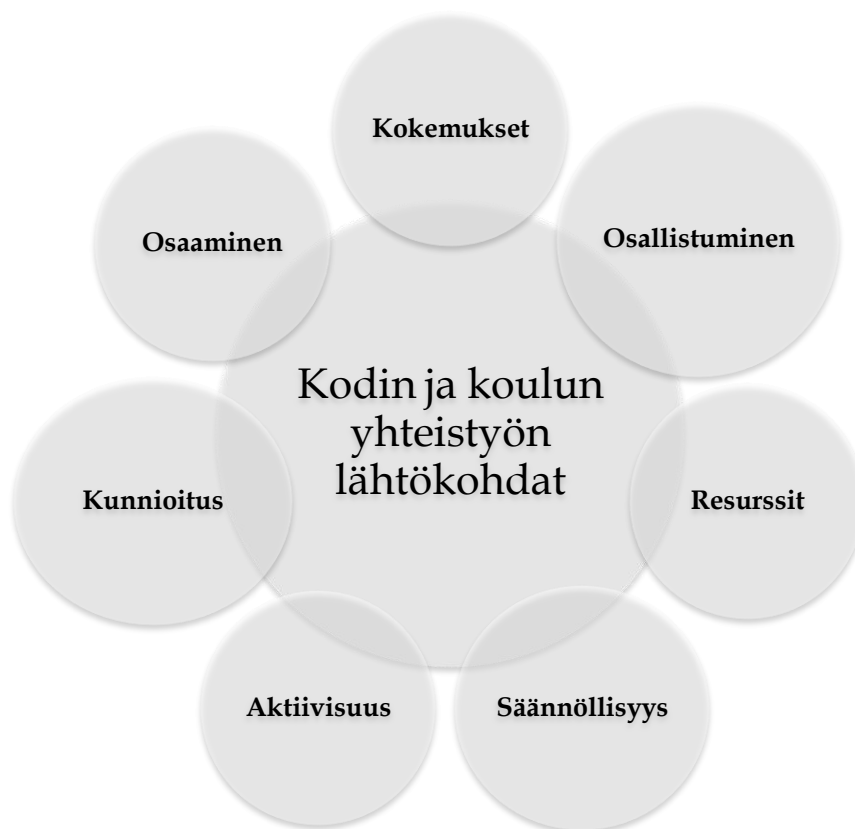 Kokemukset
Osaaminen
Osallistuminen
Kodin ja koulun
yhteistyön
lähtökohdat
Kunnioitus
Resurssit
Aktiivisuus
Säännöllisyys